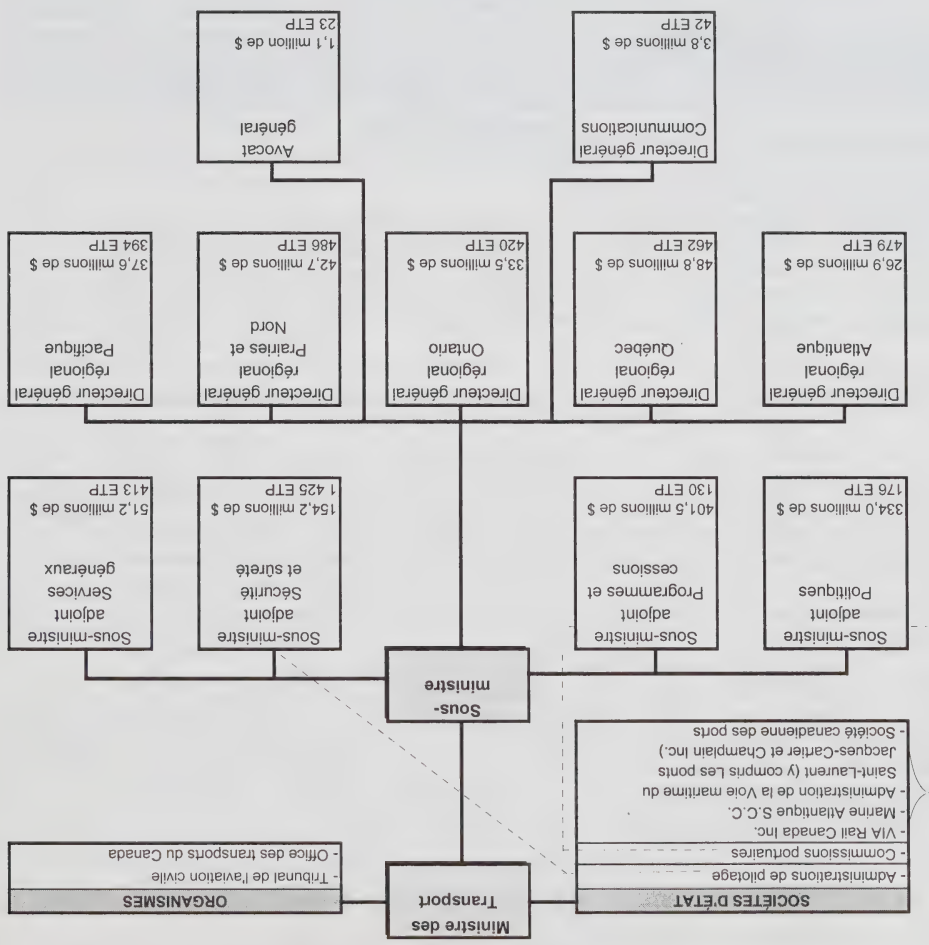 SOCIÉTÉS D'ÉTAT
- Administrations de pilotage
- Commissions portuaires
- VIA Rail Canada Inc.
- Marine Atlantique S.C.C.
- Administration de la Voie maritime du
Saint-Laurent (y compris Les ponts
Jacques-Cartier et Champlain Inc.)
- Société canadienne des ports
Ministre des
Transport
ORGANISMES
- Tribunal de l'aviation civile
- Office des transports du Canada
Sous-
ministre
Sous-ministre
adjoint
Politiques
334,0 millions de $
176 ETP
Sous-ministre
adjoint
Programmes et
cessions
401,5 millions de $
130 ETP
Sous-ministre
adjoint
Sécurité
et sûreté
154,2 millions de $
1 425 ETP
Sous-ministre
adjoint
Services
généraux
51,2 millions de $
413 ETP
Directeur général
régional
Atlantique
26,9 millions de $
479 ETP
Directeur général
régional
Québec
48,8 millions de $
462 ETP
Directeur général
régional
Ontario
33,5 millions de $
420 ETP
Directeur général
régional
Prairies et
Nord
42,7 millions de $
486 ETP
Directeur général
régional
Pacifique
37,6 millions de $
394 ETP
Directeur général
Communications
3,8 millions de $
42 ETP
Avocat
général
1,1 million de $
23 ETP